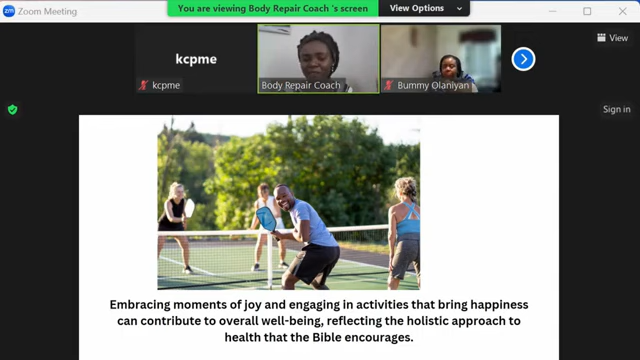 zm Zoom Meeting
You are viewing Body Repair Coach 's screen
View Options
kcpme
kcpme
Body Repair Coach
Bummy Olaniyan
View
Sign in
Embracing moments of joy and engaging in activities that bring happiness
can contribute to overall well-being, reflecting the holistic approach to
health that the Bible encourages.